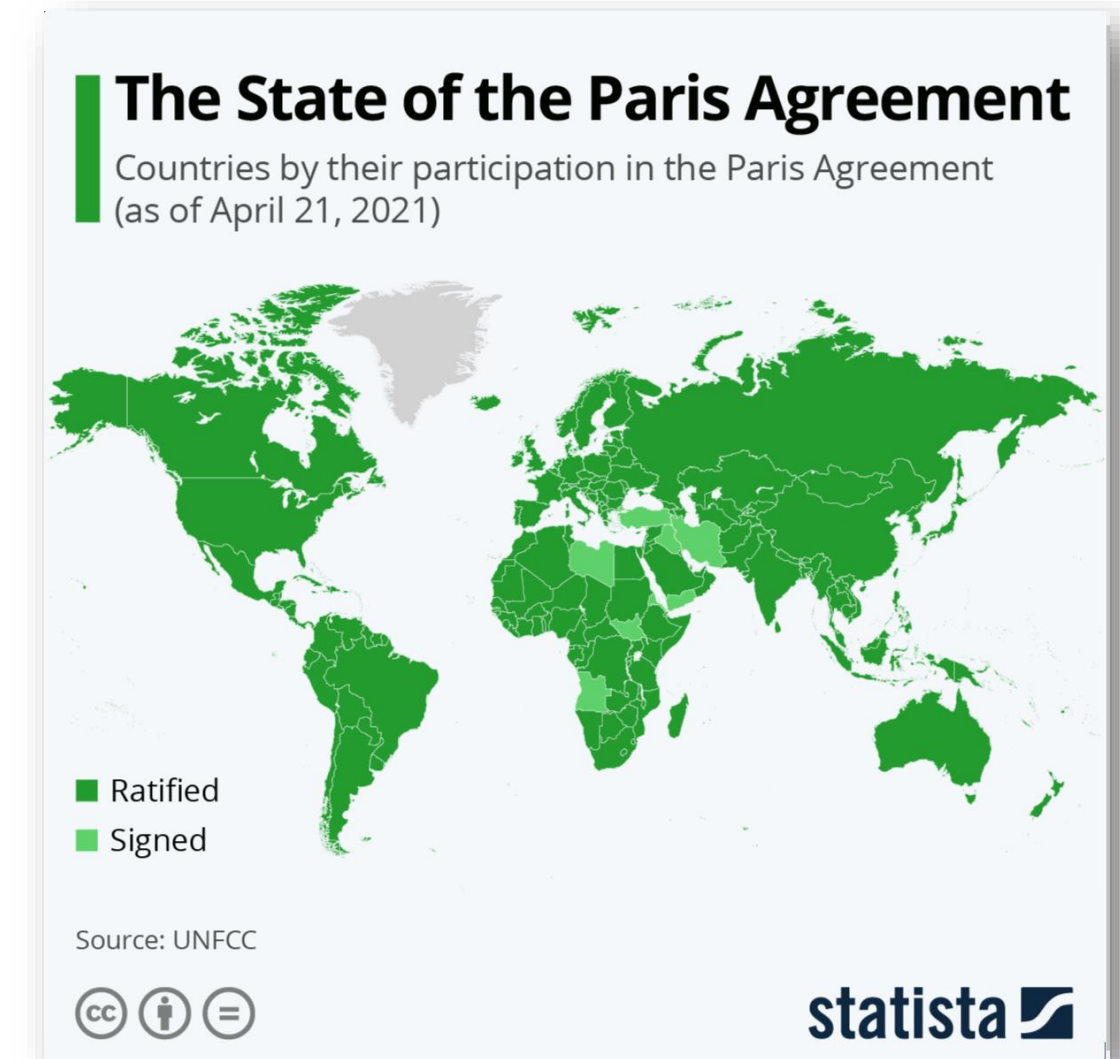 The State of the Paris Agreement
Countries by their participation in the Paris Agreement
(as of April 21, 2021)
Ratified
Signed
Source: UNFCC
cc
statista